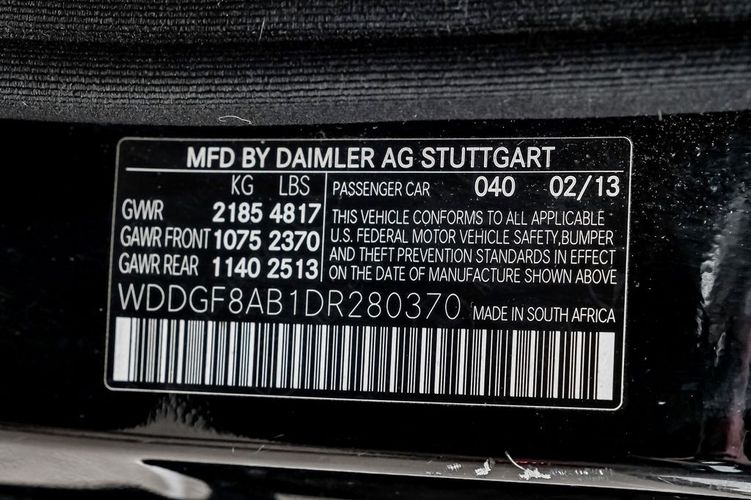 MFD BY DAIMLER AG STUTTGART
KG LBS
GVWR 2185 4817
GAWR FRONT 1075 2370
GAWR REAR 1140 2513
PASSENGER CAR 040 02/13
THIS VEHICLE CONFORMS TO ALL APPLICABLE
U.S. FEDERAL MOTOR VEHICLE SAFETY,BUMPER
AND THEFT PREVENTION STANDARDS IN EFFECT
ON THE DATE OF MANUFACTURE SHOWN ABOVE
WDDGF8AB1DR280370 MADE IN SOUTH AFRICA